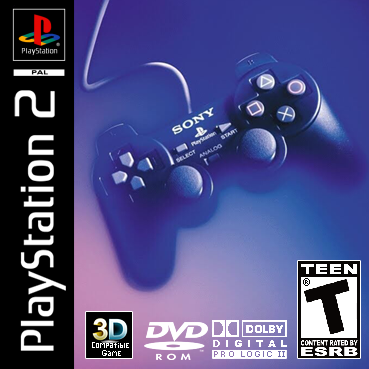 PlayStation
PAL
PlayStation 2
SONY
PlayStation
SELECT
ANALOG
START
3D
Compatible
Game
DVD
ROM
DOLBY
DIGITAL
PRO LOGIC II
TEEN
T
CONTENT RATED BY
ESRB